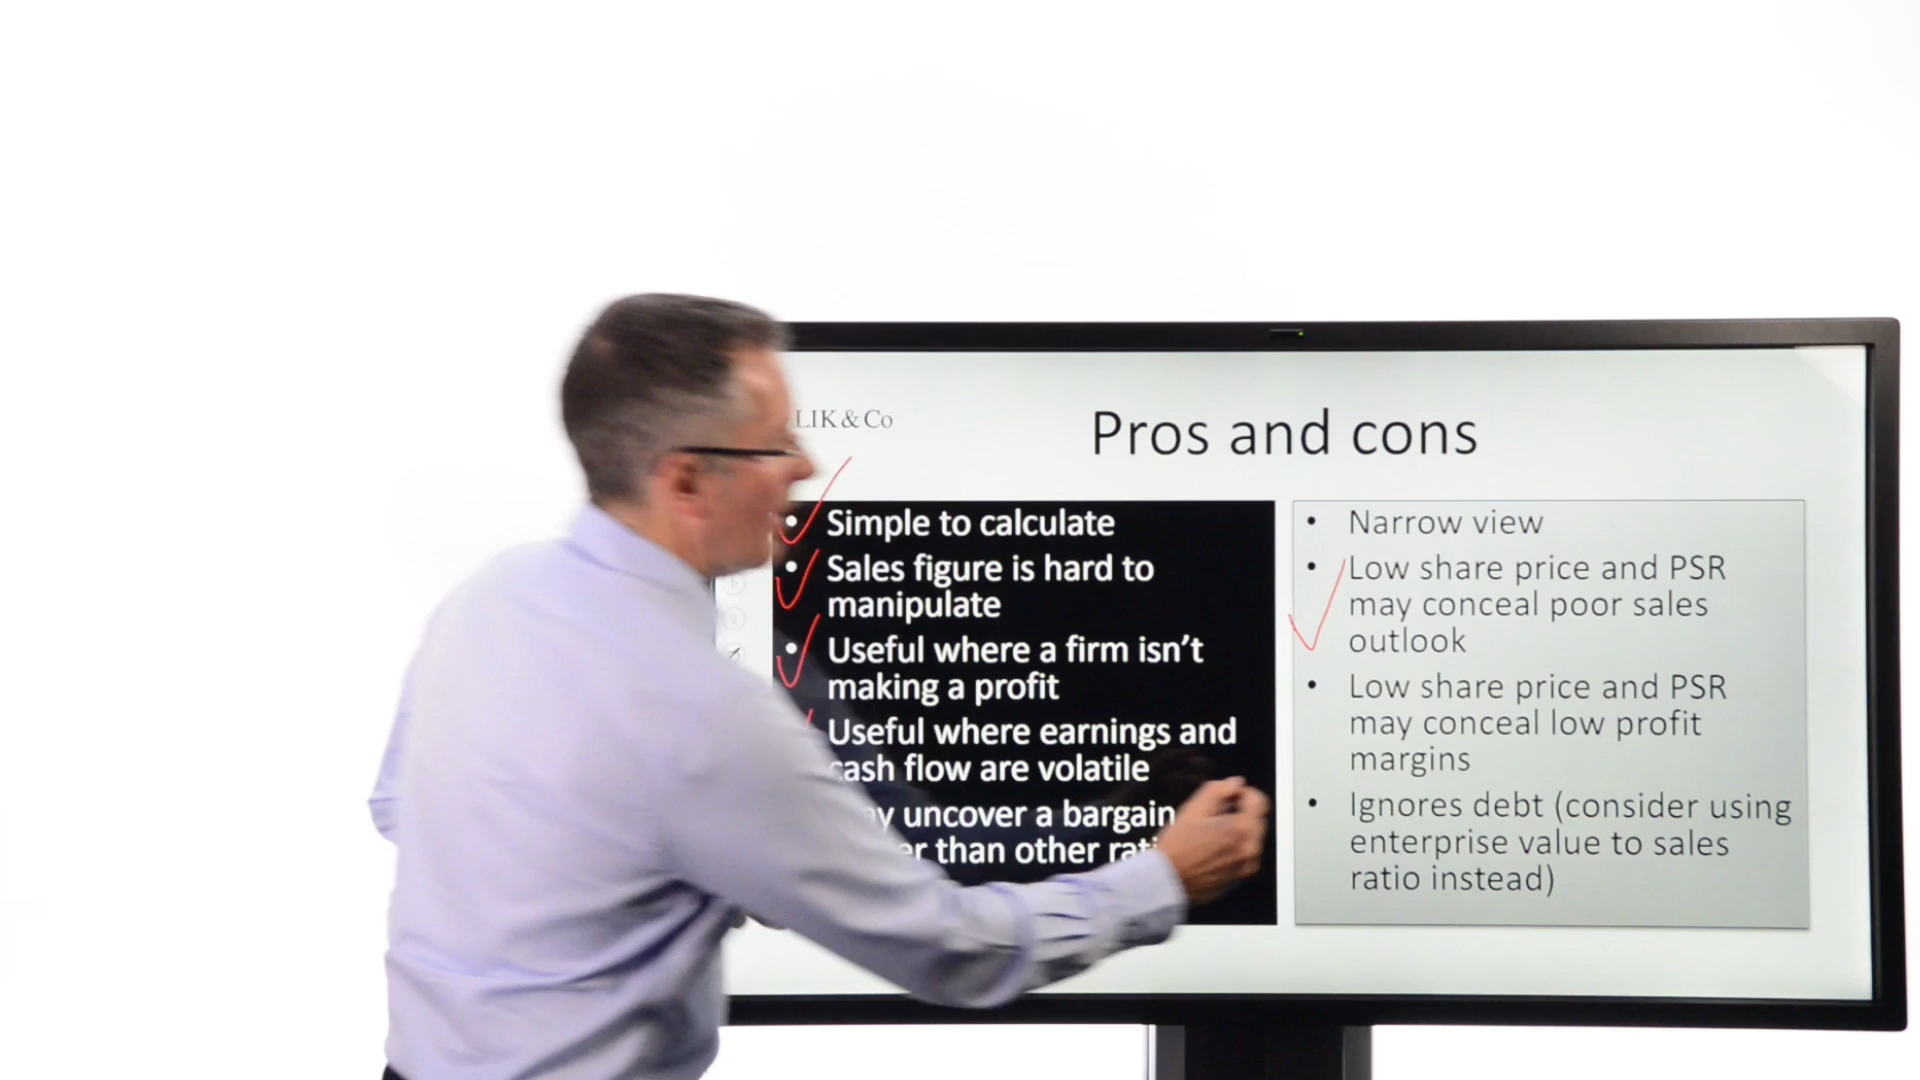 LIK & Co
Pros and cons
• Simple to calculate
• Sales figure is hard to
manipulate
• Useful where a firm isn't
making a profit
Useful where earnings and
cash flow are volatile
uncover a bargain
than other
• Narrow view
• Low share price and PSR
may conceal poor sales
outlook
• Low share price and PSR
may conceal low profit
margins
• Ignores debt (consider using
enterprise value to sales
ratio instead)